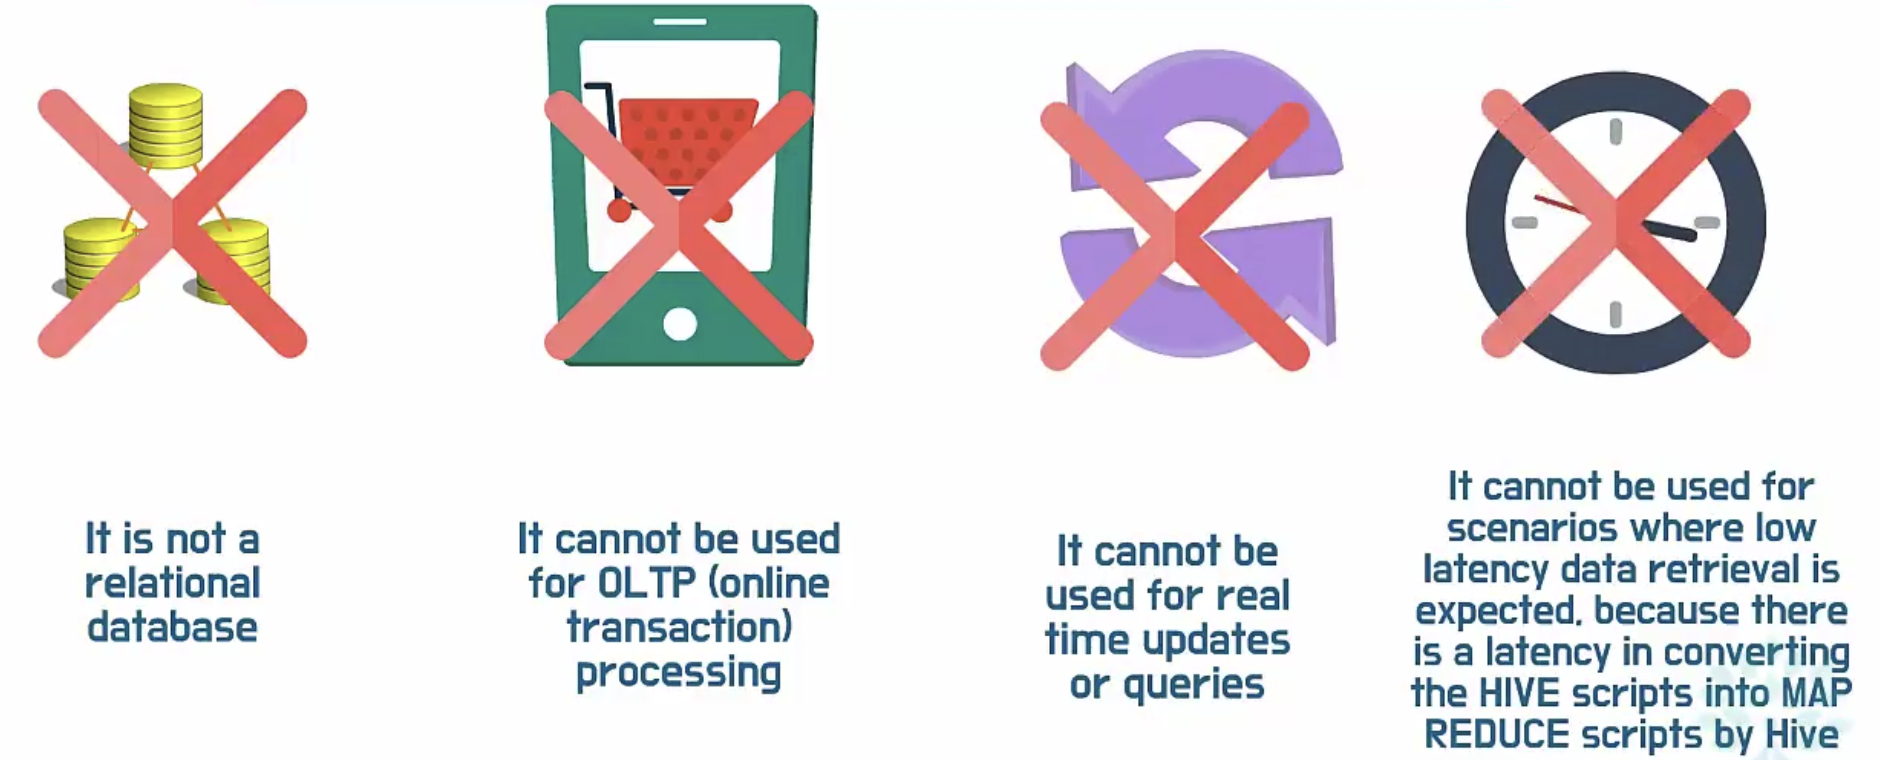 It is not a
relational
database
It cannot be used
for OLTP (online
transaction)
processing
It cannot be
used for real
time updates
or queries
It cannot be used for
scenarios where low
latency data retrieval is
expected, because there
is a latency in converting
the HIVE scripts into MAP
REDUCE scripts by Hive